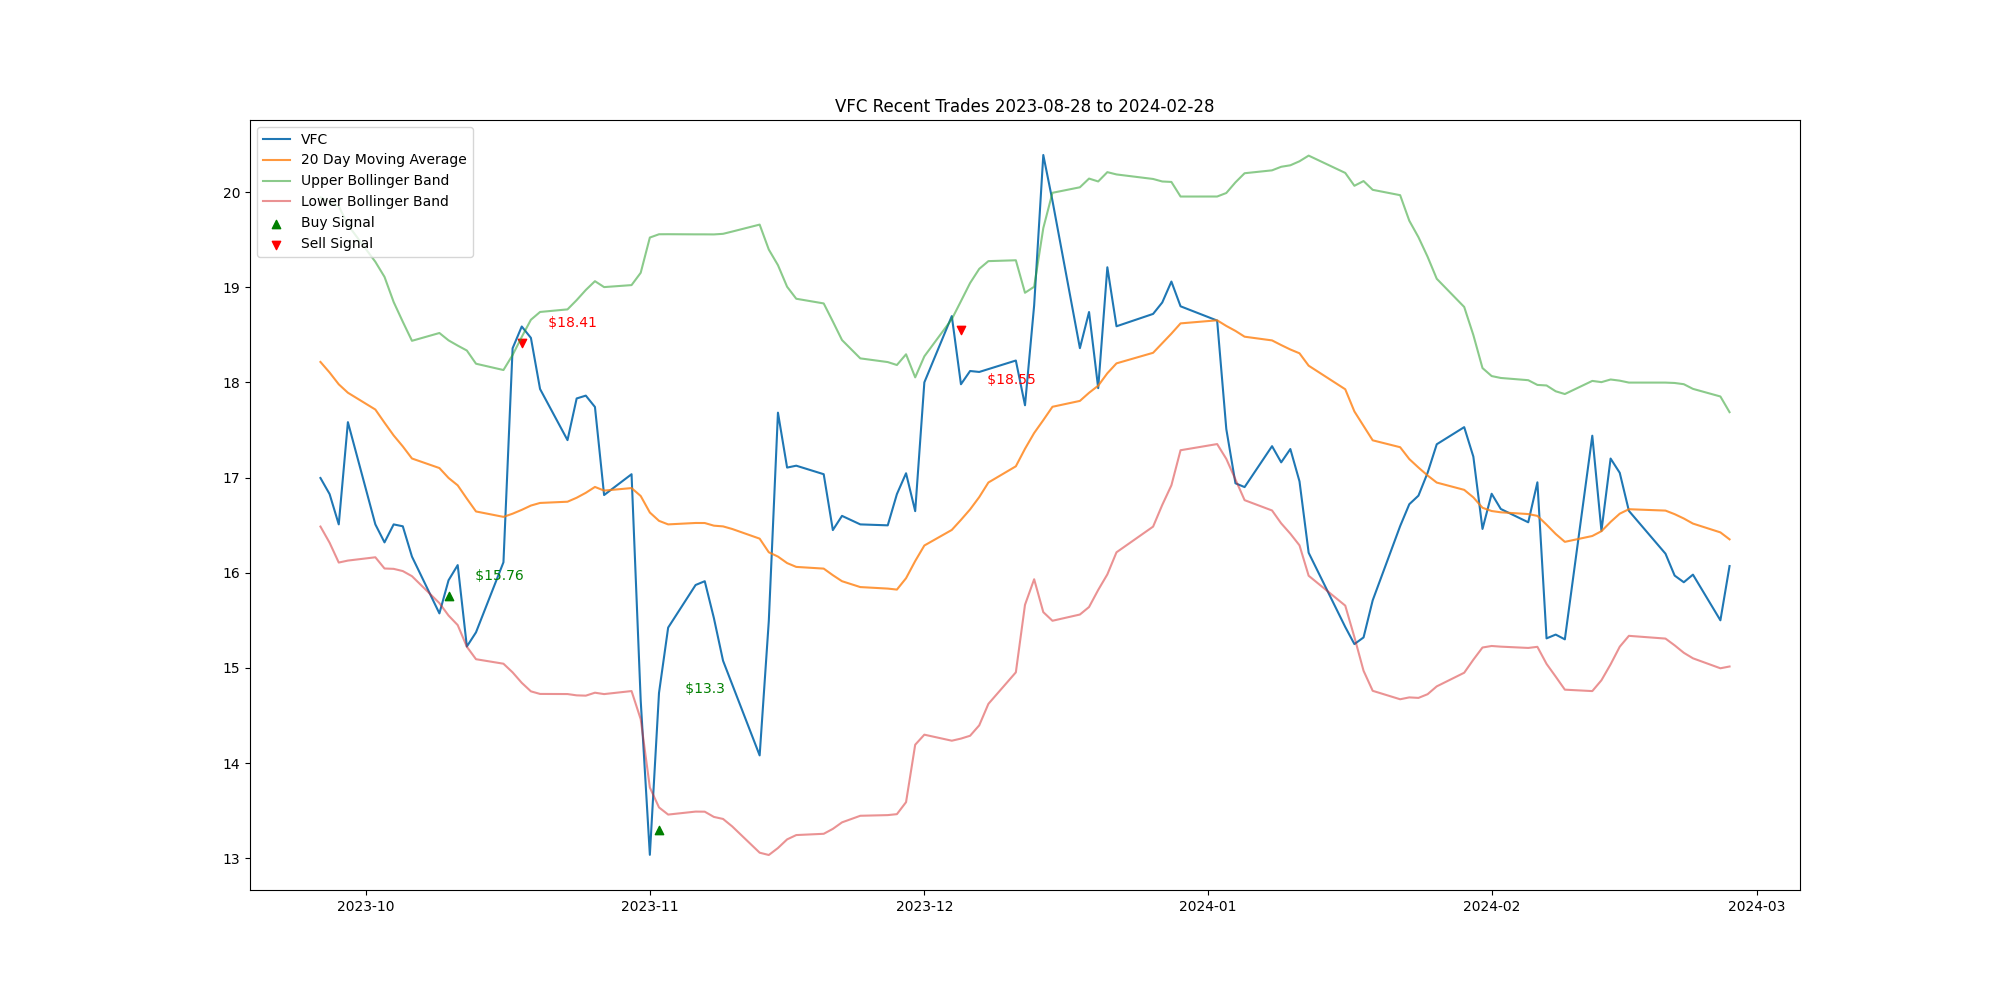 VFC Recent Trades 2023-08-28 to 2024-02-28
VFC
20 Day Moving Average
Upper Bollinger Band
Lower Bollinger Band
Buy Signal
Sell Signal
20
19
18
17
16
15
14
13
$18.41
$18.55
$15.76
$13.3
2023-10
2023-11
2023-12
2024-01
2024-02
2024-03